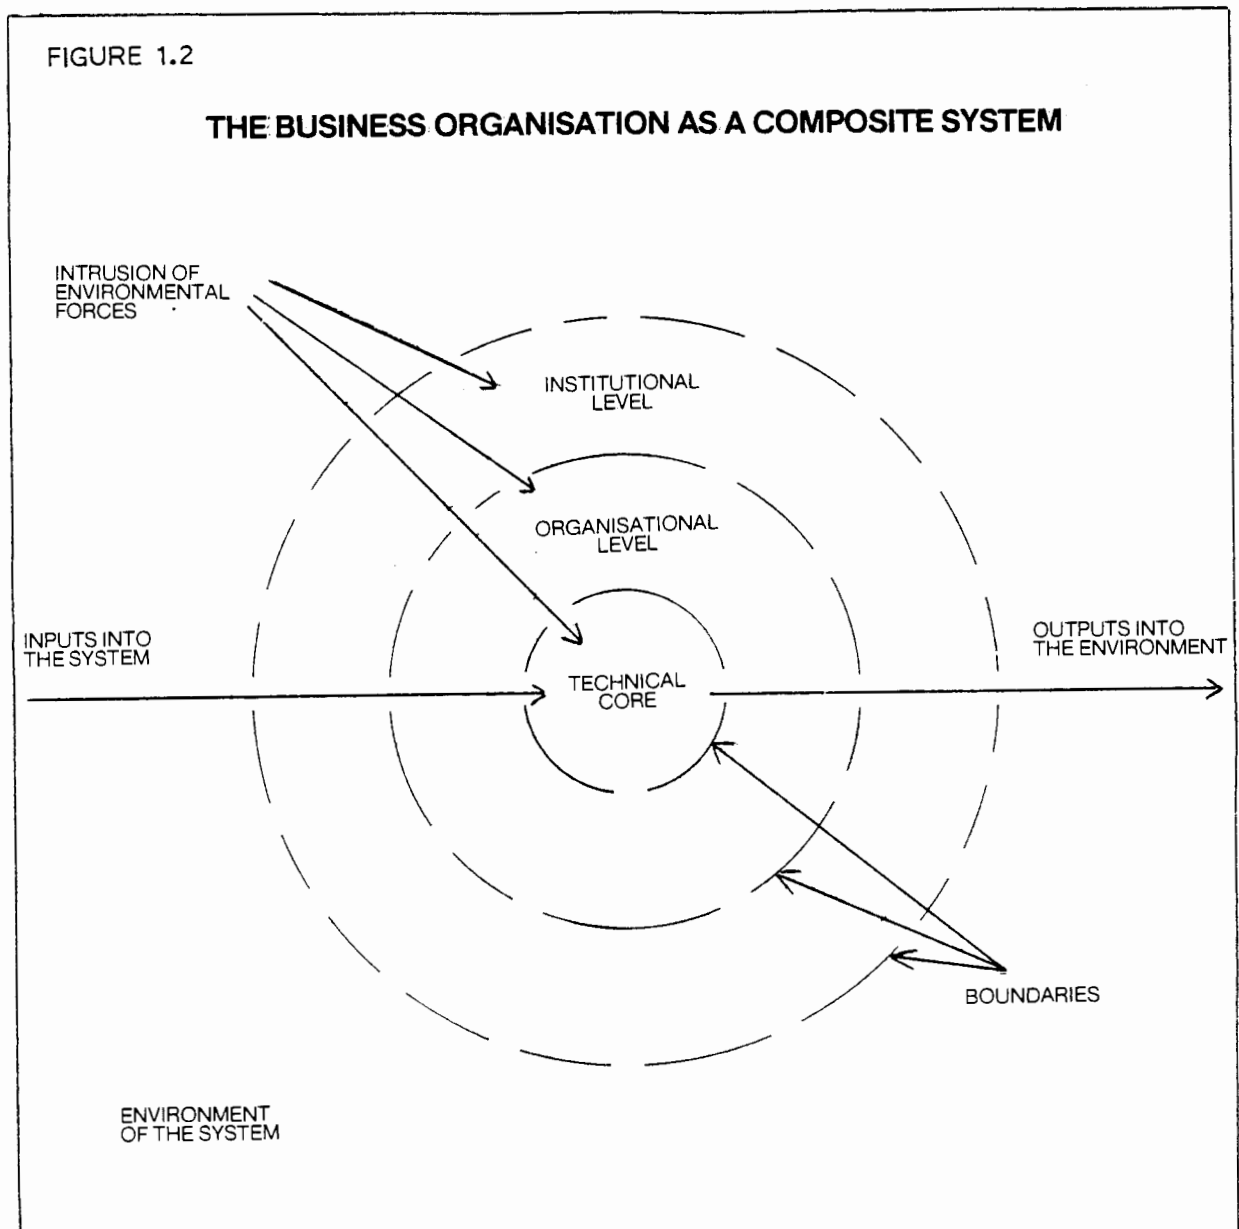 FIGURE 1.2
THE BUSINESS ORGANISATION AS A COMPOSITE SYSTEM
INTRUSION OF
ENVIRONMENTAL
FORCES
INSTITUTIONAL
LEVEL
ORGANISATIONAL
LEVEL
INPUTS INTO
THE SYSTEM
TECHNICAL
CORE
OUTPUTS INTO
THE ENVIRONMENT
BOUNDARIES
ENVIRONMENT
OF THE SYSTEM